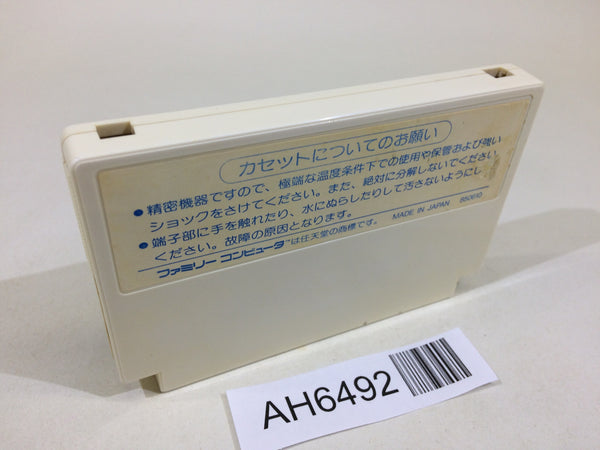 カセットについてのお願い
●精密機器ですので、極端な温度条件下での使用や保管および強い
ショックをさけてください。また、絶対に分解しないでください。
●端子部に手を触れたり、水にぬらしたりして汚さないようにし
てください。故障の原因となります。
ファミリー コンピュータ™は任天堂の商標です。
MADE IN JAPAN
AH6492